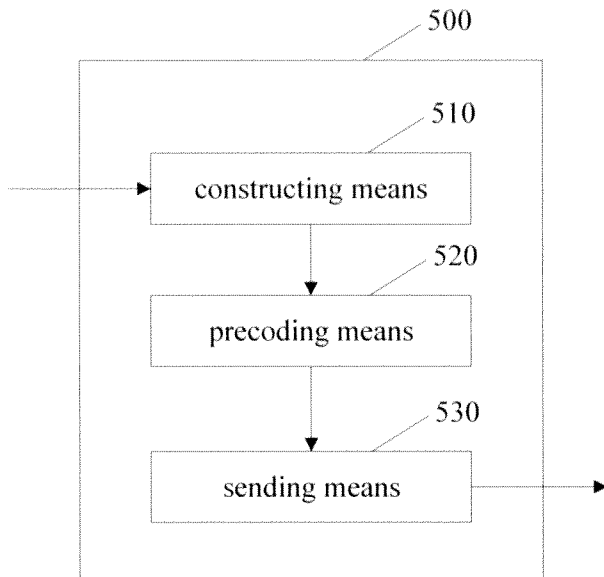 500
510
constructing means
520
precoding means
530
sending means